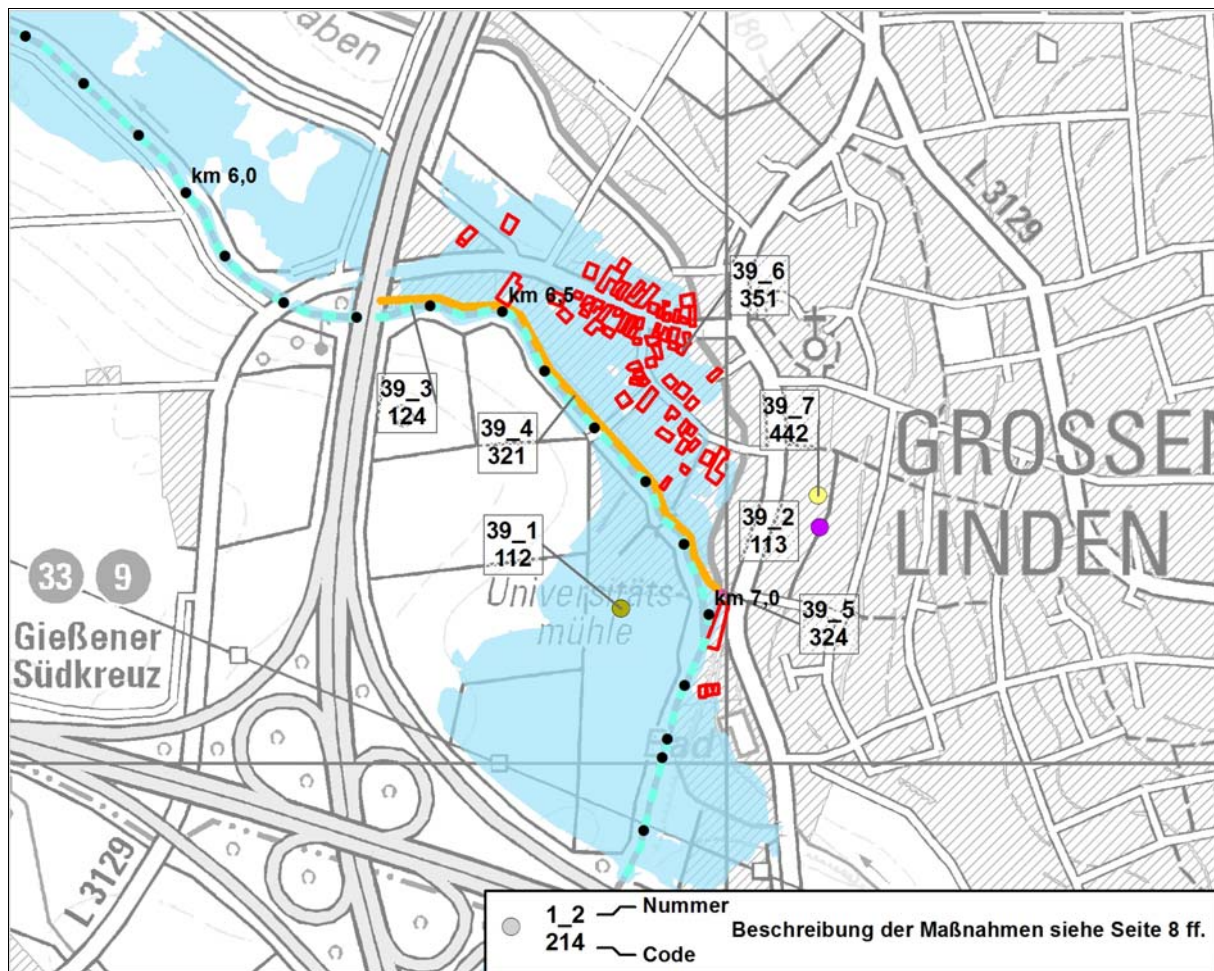 aben
km 6,0
L 3129
39_6
351
km 6,5
39_3
124
39_4
321
39_7
442
GROSSEN
LINDEN
39_1
112
39_2
113
Universitäts-
mühle
km 7,0
39_5
324
33 9
Gießener
Südkreuz
Bad
L 3129
1_2 Nummer
214 Code
Beschreibung der Maßnahmen siehe Seite 8 ff.